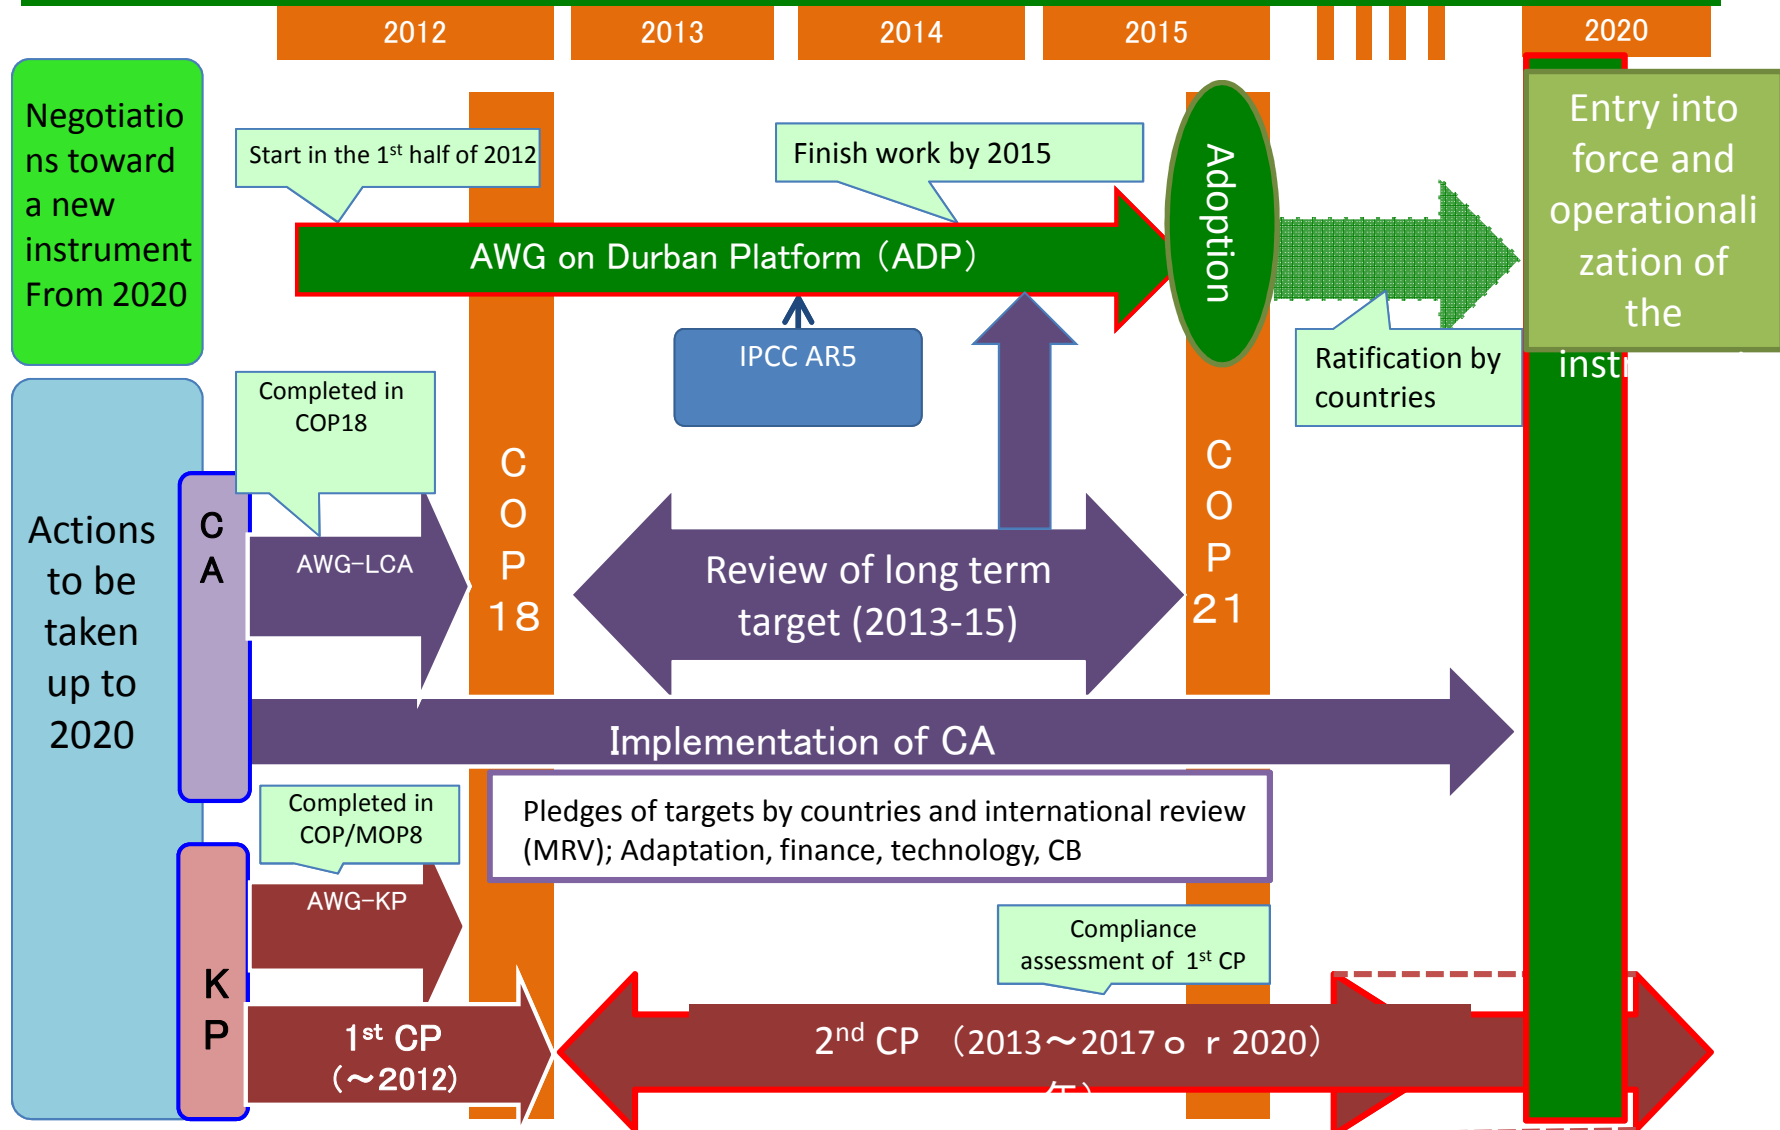 2012
2013
2014
2015
2020
Negotiatio
ns toward
a new
instrument
From 2020
Start in the 1st half of 2012
Finish work by 2015
AWG on Durban Platform (ADP)
Adoption
Entry into
force and
operationali
zation of
the
IPCC AR5
Ratification by
countries
Actions
to be
taken
up to
2020
C
A
Completed in
COP18
AWG-LCA
C
O
P
18
Review of long term
target (2013-15)
C
O
P
21
Implementation of CA
Pledges of targets by countries and international review
(MRV); Adaptation, finance, technology, CB
K
P
Completed in
COP/MOP8
AWG-KP
Compliance
assessment of 1st CP
1st CP
(~2012)
2nd CP （2013～2017ｏｒ2020）